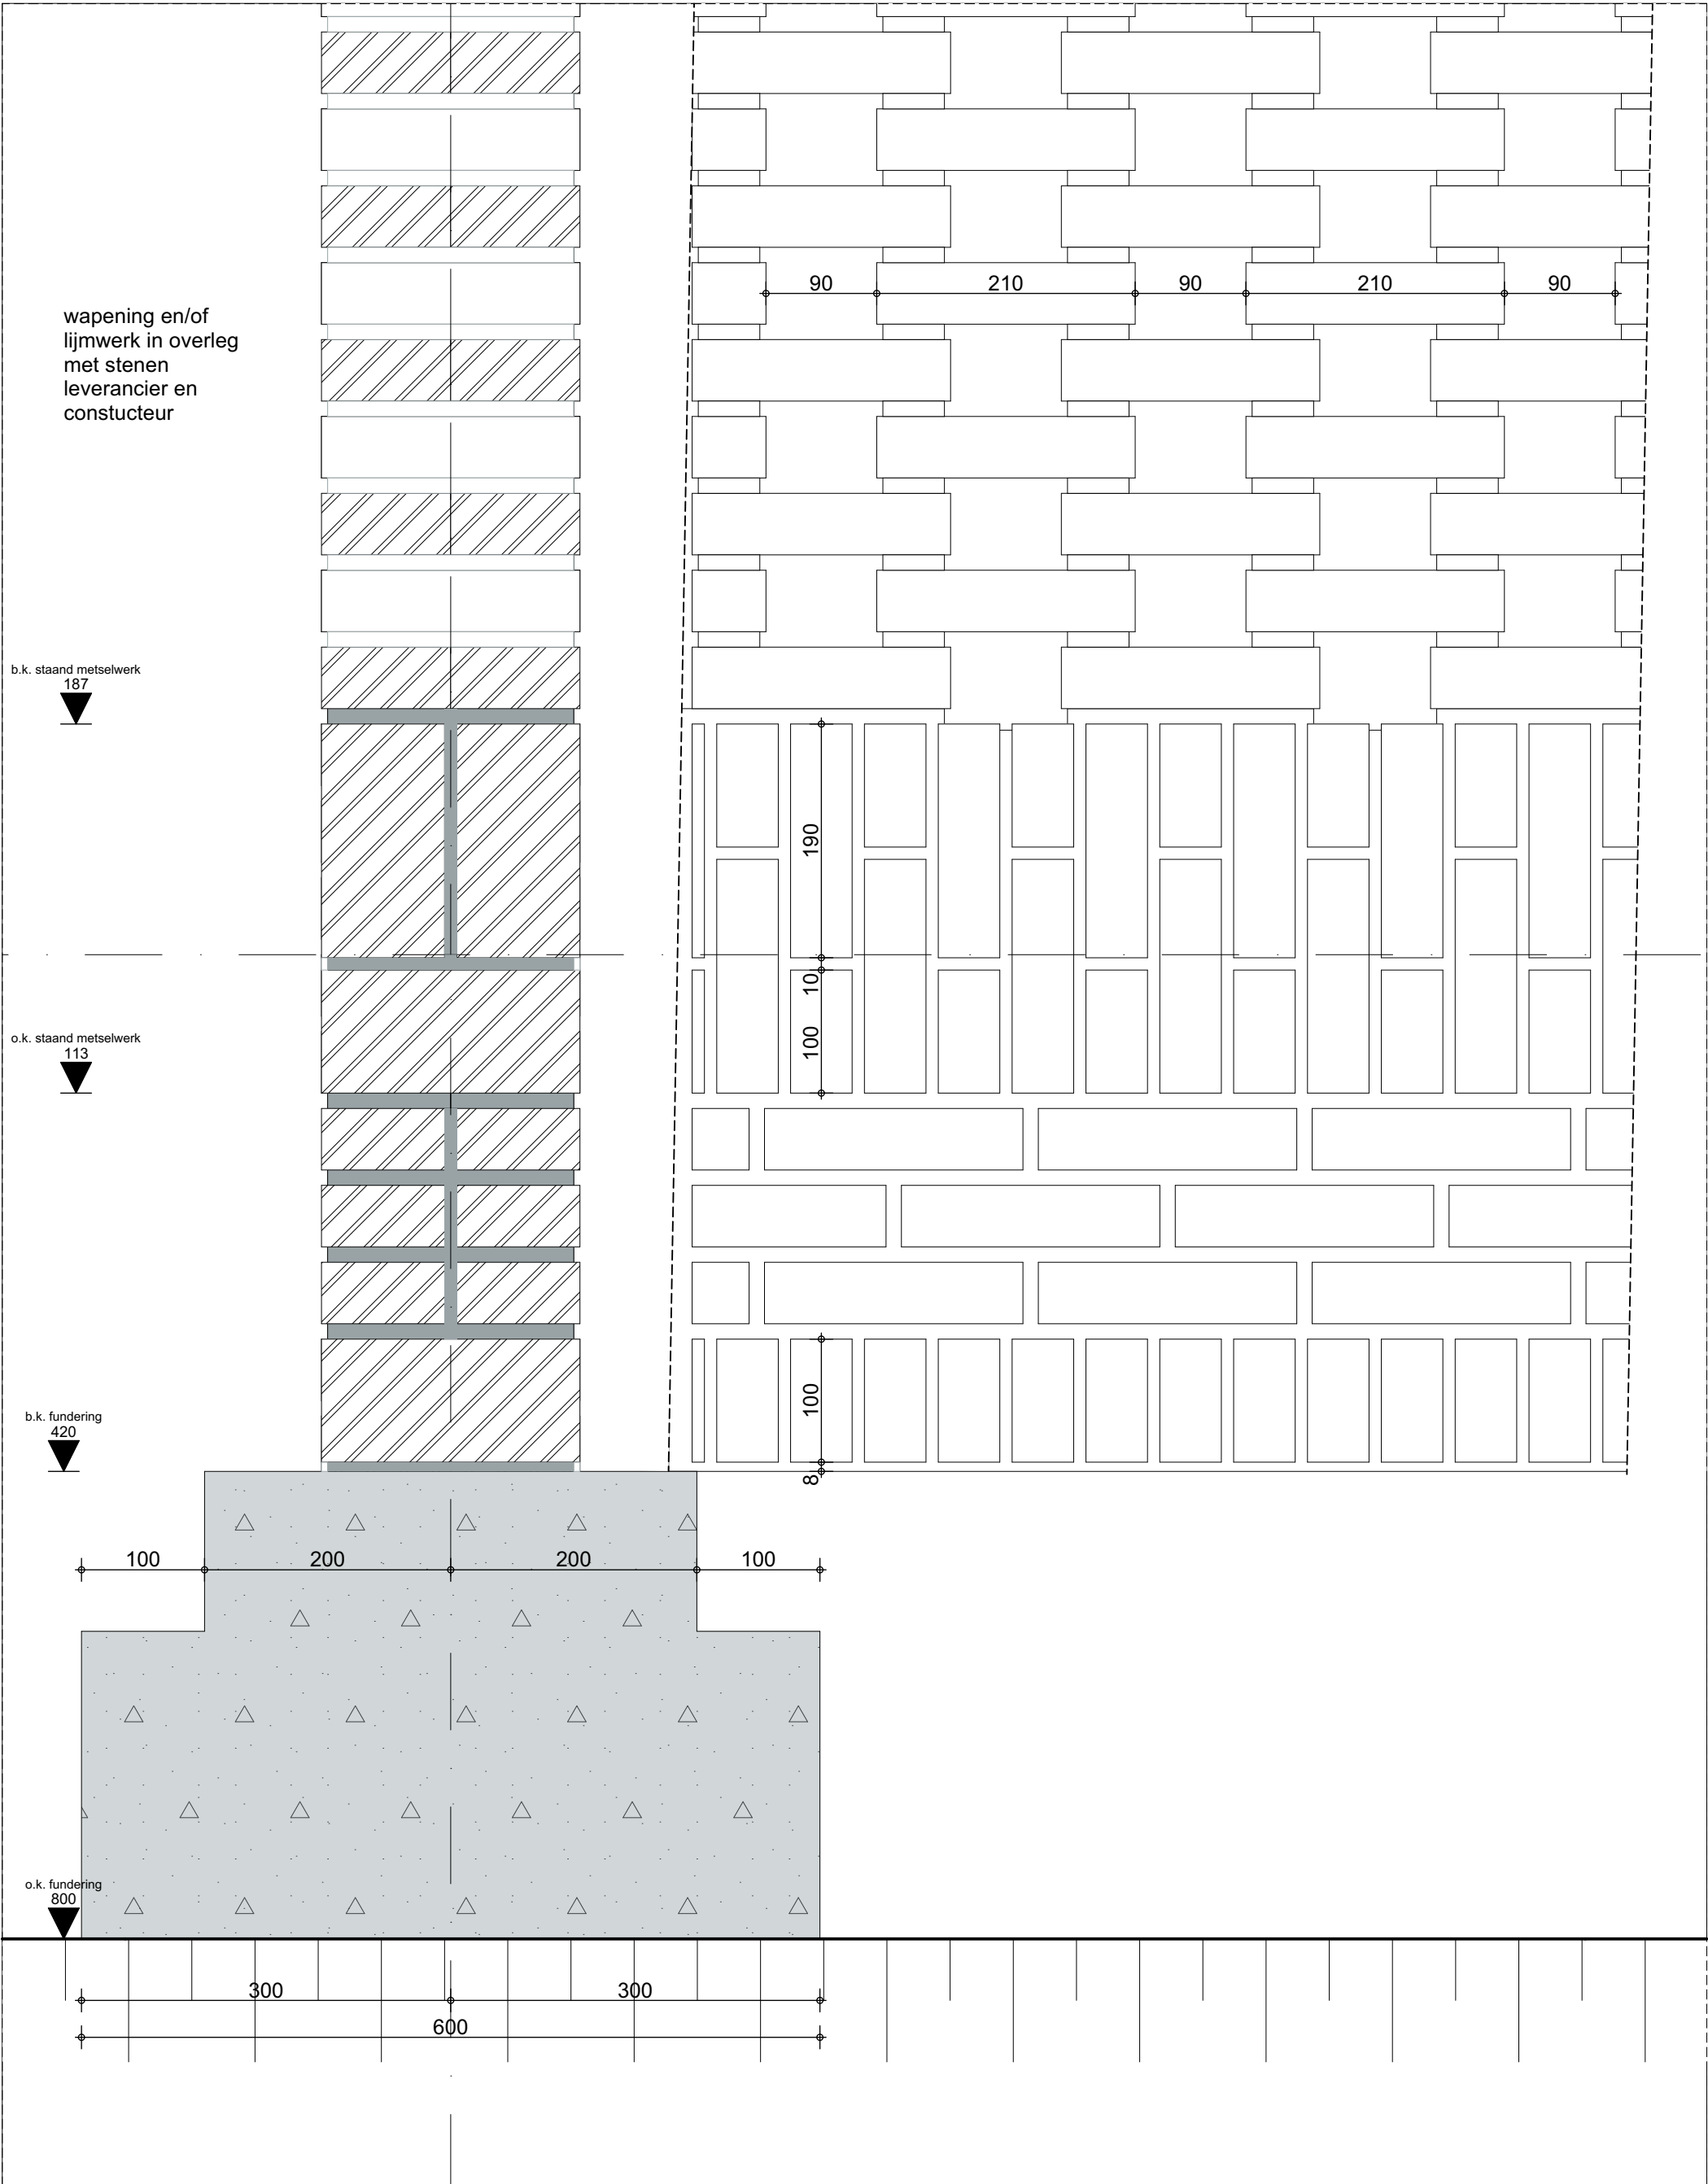 90 210 90 210 90
wapening en/of
lijmwerk in overleg
met stenen
leverancier en
constucteur
b.k. staand metselwerk
187
190
10
o.k. staand metselwerk
113
100
b.k. fundering
420
100
8
100 200 200 100
o.k. fundering
800
300 300
600